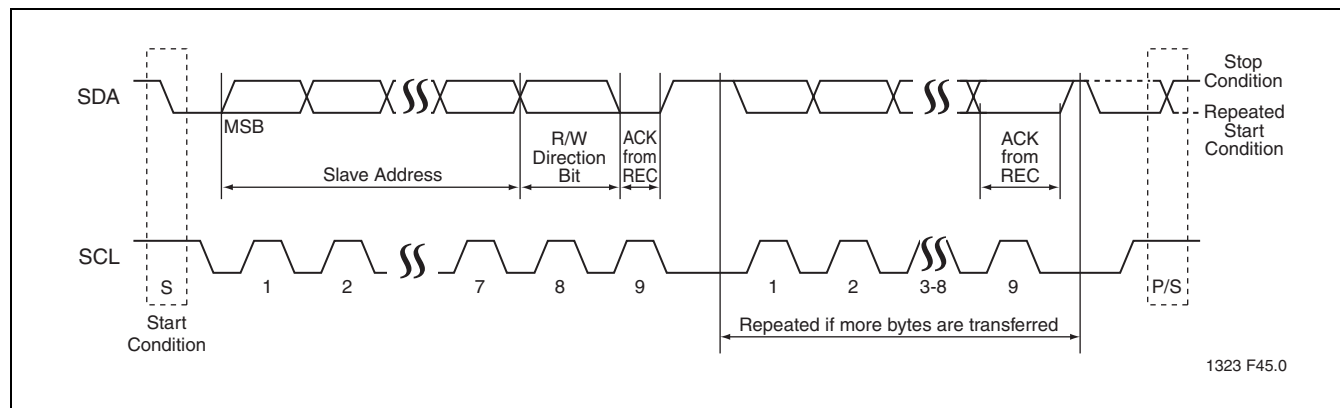 SDA
MSB
Slave Address
R/W
Direction
Bit
ACK
from
REC
ACK
from
REC
Stop
Condition
Repeated
Start
Condition
SCL
S
1
2
7
8
9
1
2
3-8
9
P/S
Start
Condition
Repeated if more bytes are transferred
1323 F45.0